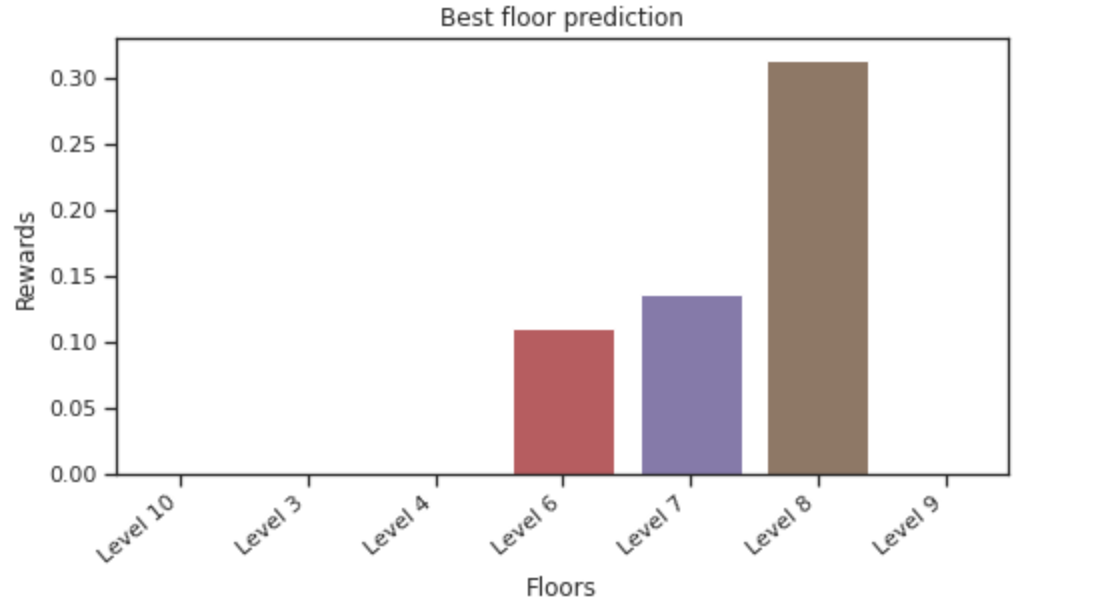 Best floor prediction
Rewards
0.30
0.25
0.20
0.15
0.10
0.05
0.00
Level 10
Level 3
Level 4
Level 6
Level 7
Level 8
Level 9
Floors